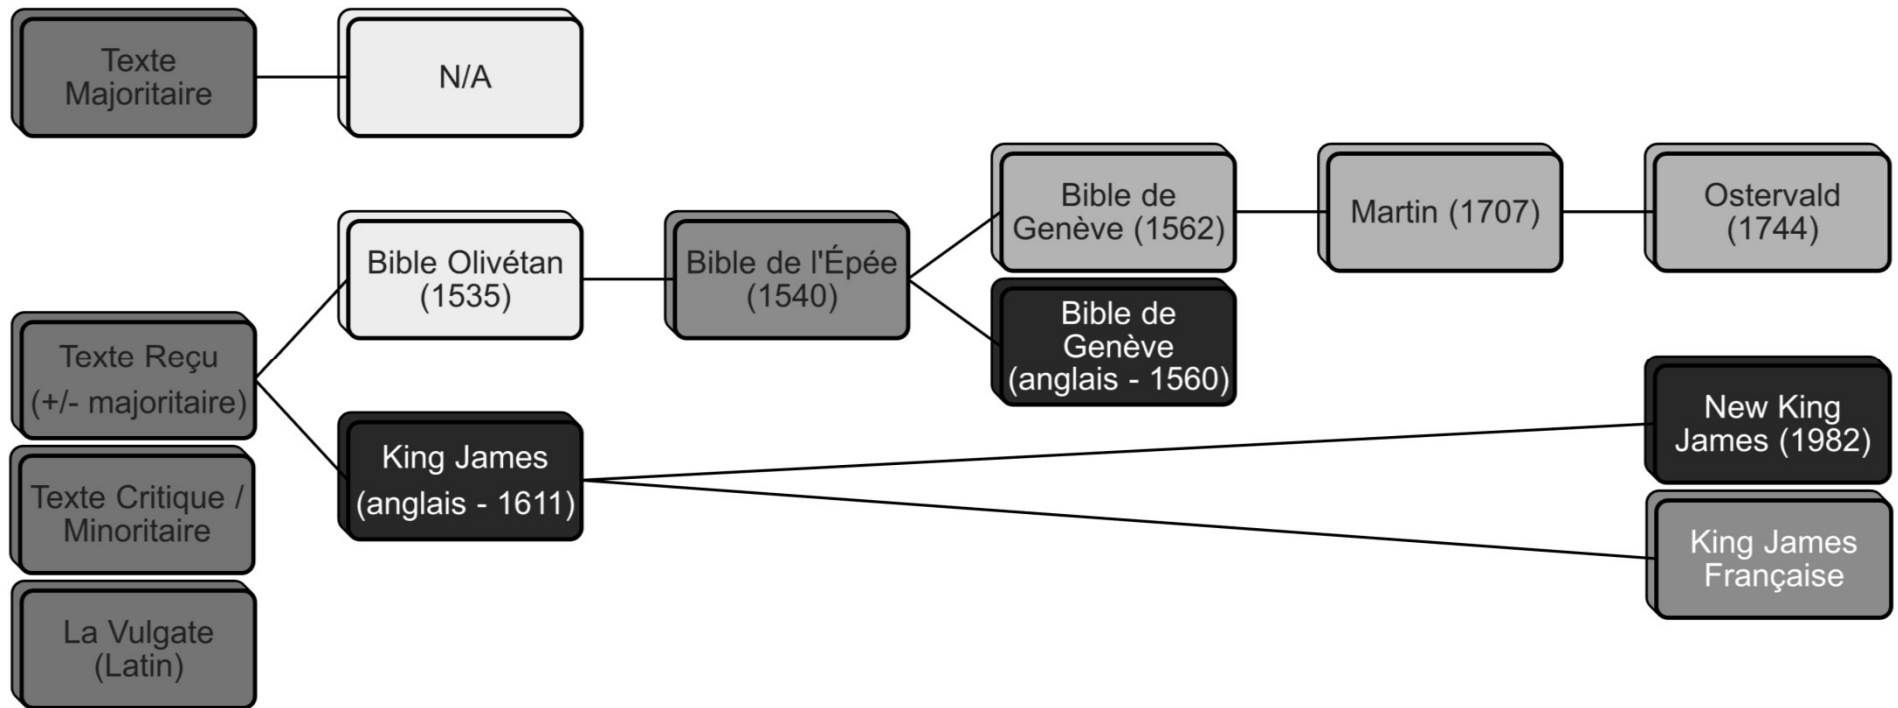 Texte
Majoritaire
N/A
Bible de
Genève (1562)
Martin (1707)
Ostervald
(1744)
Bible Olivétan
(1535)
Bible de l'Épée
(1540)
Bible de
Genève
(anglais - 1560)
Texte Reçu
(+/- majoritaire)
King James
(anglais - 1611)
New King
James (1982)
Texte Critique /
Minoritaire
King James
Française
La Vulgate
(Latin)